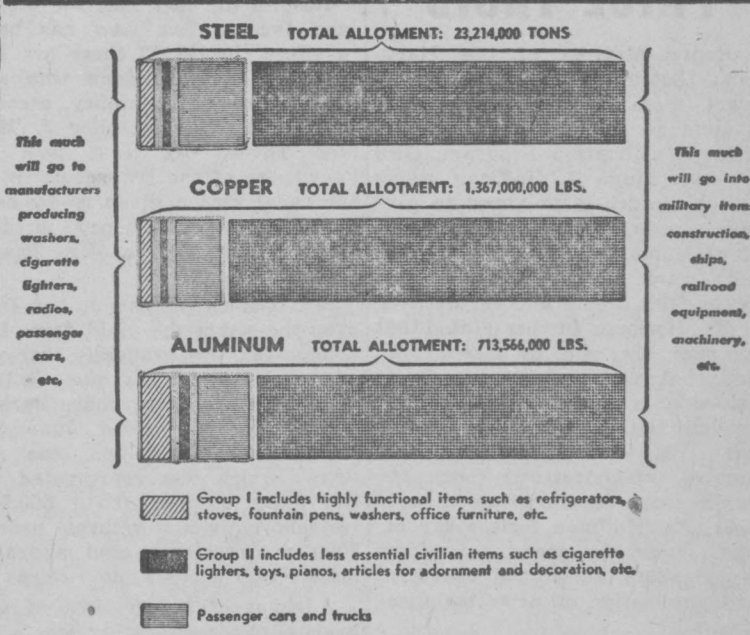 STEEL TOTAL ALLOTMENT: 23,214,000 TONS
This much
will go to
manufacturers
producing
washers,
cigarette
lighters,
radios,
passenger
cars,
etc.
This much
will go into
military items
construction,
ships,
railroad
equipment,
machinery,
etc.
COPPER TOTAL ALLOTMENT: 1,367,000,000 LBS.
ALUMINUM TOTAL ALLOTMENT: 713,566,000 LBS.
Group I includes highly functional items such as refrigerators,
stoves, fountain pens, washers, office furniture, etc.
Group II includes less essential civilian items such as cigarette
lighters, toys, pianos, articles for adornment and decoration, etc.
Passenger cars and trucks